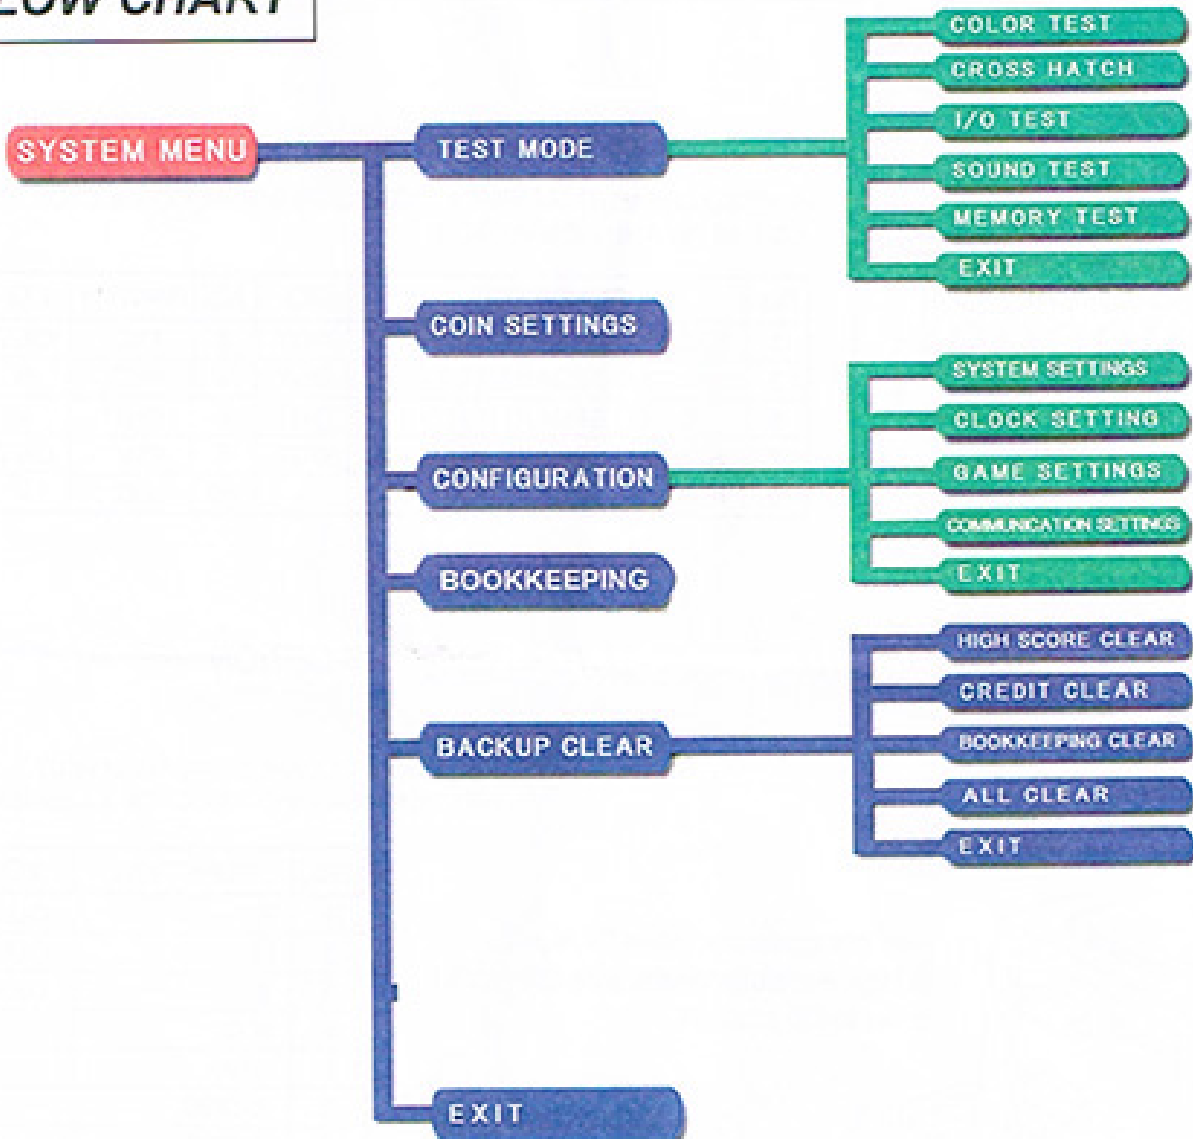 LOW CHART
SYSTEM MENU
TEST MODE
COLOR TEST
CROSS HATCH
I/O TEST
SOUND TEST
MEMORY TEST
EXIT
COIN SETTINGS
CONFIGURATION
SYSTEM SETTINGS
CLOCK SETTING
GAME SETTINGS
COMMUNICATION SETTINGS
EXIT
BOOKKEEPING
BACKUP CLEAR
HIGH SCORE CLEAR
CREDIT CLEAR
BOOKKEEPING CLEAR
ALL CLEAR
EXIT
EXIT